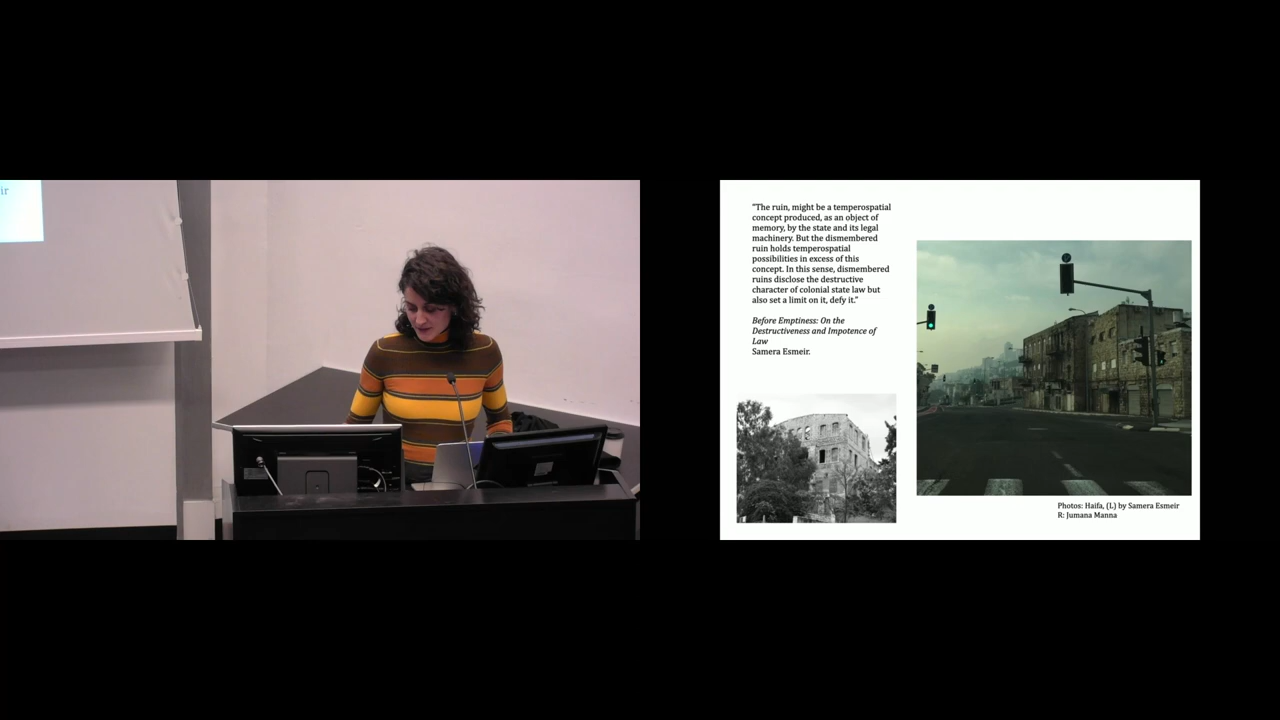 ir
“The ruin, might be a temperospatial
concept produced, as an object of
memory, by the state and its legal
machinery. But the dismembered
ruin holds temperospatial
possibilities in excess of this
concept. In this sense, dismembered
ruins disclose the destructive
character of colonial state law but
also set a limit on it, defy it.”
Before Emptiness: On the
Destructiveness and Impotence of
Law
Samera Esmeir.
Photos: Haifa, (L) by Samera Esmeir
R: Jumana Manna